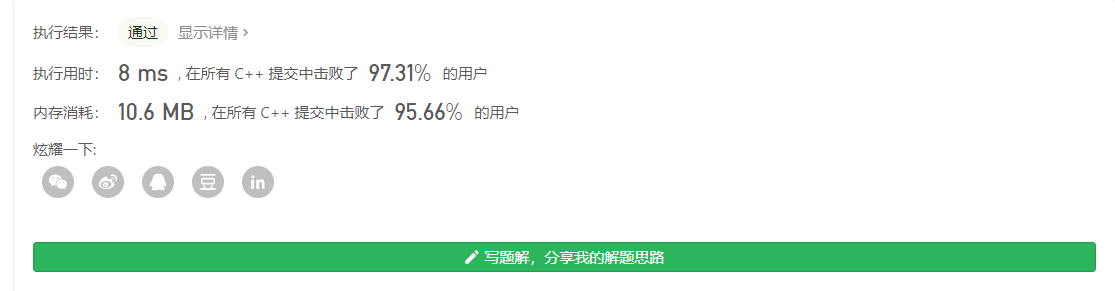 执行结果： 通过 显示详情 ›
执行用时： 8 ms , 在所有 C++ 提交中击败了 97.31% 的用户
内存消耗： 10.6 MB , 在所有 C++ 提交中击败了 95.66% 的用户
炫耀一下:
豆 in
写题解，分享我的解题思路